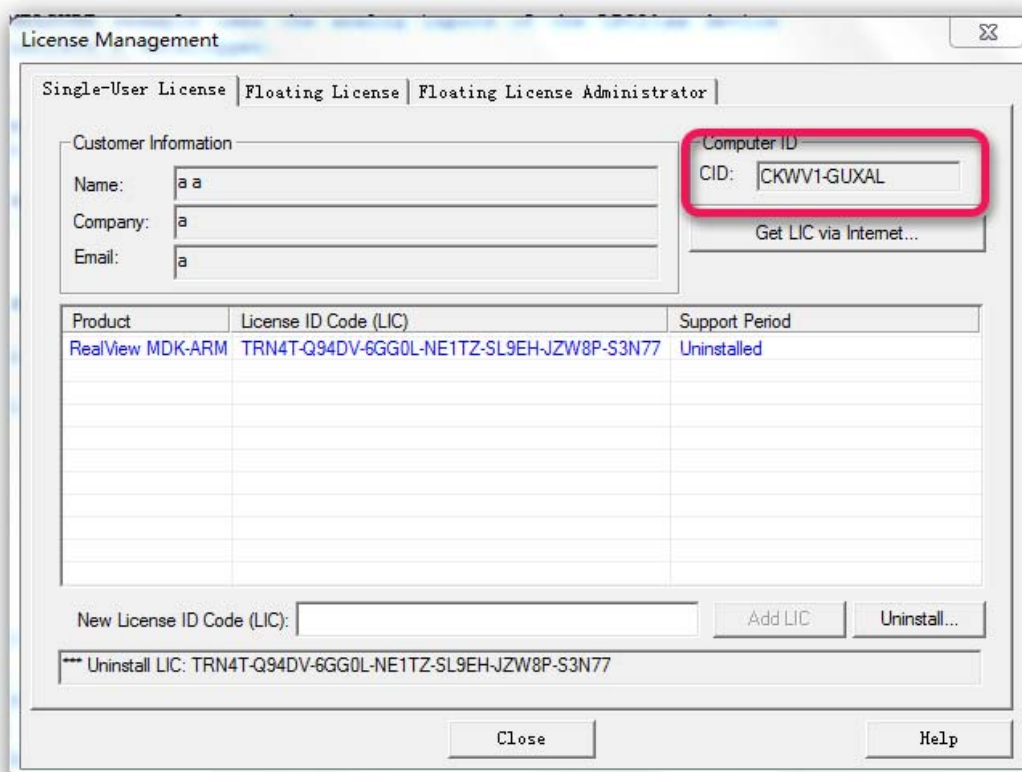 License Management
Single-User License Floating License Floating License Administrator
Customer Information
Name: a a
Company: a
Email: a
Computer ID
CID: CKWV1-GUXAL
Get LIC via Internet...
Product License ID Code (LIC) Support Period
RealView MDK-ARM TRN4T-Q94DV-6GG0L-NE1TZ-SL9EH-JZW8P-S3N77 Uninstalled
New License ID Code (LIC): Add LIC Uninstall...
*** Uninstall LIC: TRN4T-Q94DV-6GG0L-NE1TZ-SL9EH-JZW8P-S3N77
Close Help